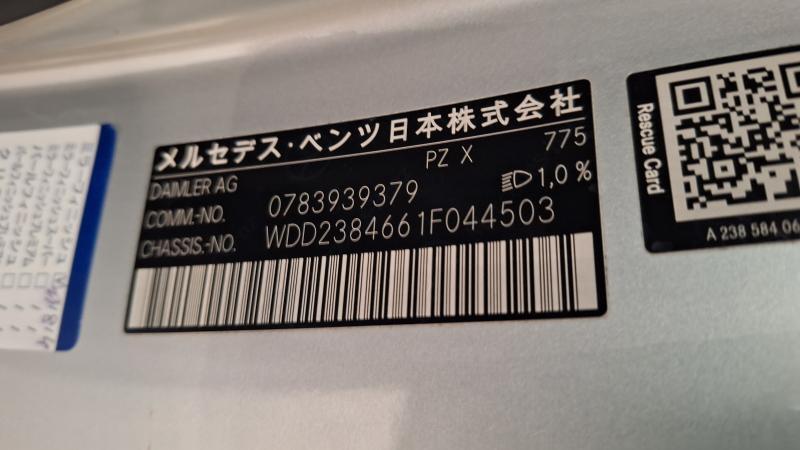 メルセデス・ベンツ日本株式会社
DAIMLER AG PZ X 775
COMM.-NO. 0783939379 1,0 %
CHASSIS.-NO. WDD2384661F044503
Rescue Card
A 238 584 06